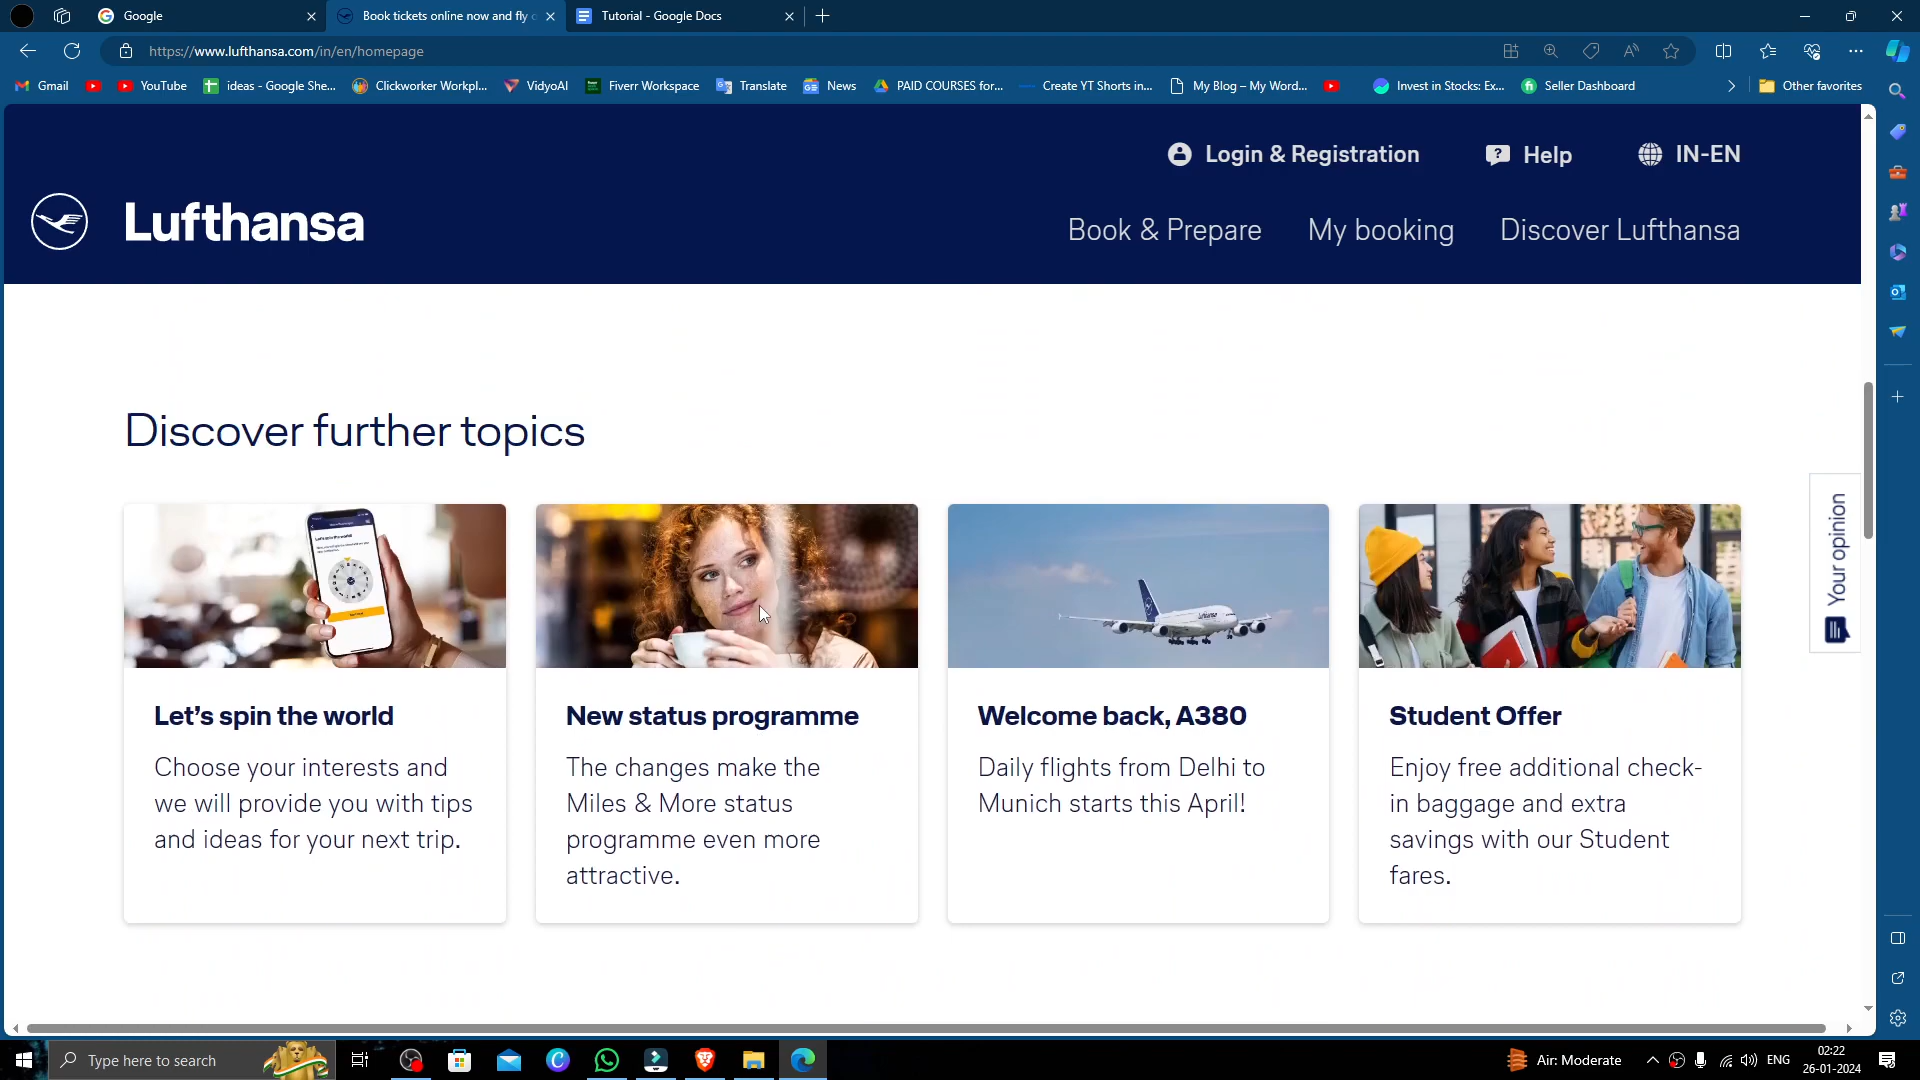 Google
Book tickets online now and fly o
Tutorial - Google Docs
https://www.lufthansa.com/in/en/homepage
Gmail
YouTube
ideas - Google She...
Clickworker Workpl...
VidyoAI
Fiverr Workspace
Translate
News
PAID COURSES for...
Create YT Shorts in...
My Blog – My Word...
Invest in Stocks: Ex...
Seller Dashboard
Other favorites
Login & Registration
Help
IN-EN
Lufthansa
Book & Prepare
My booking
Discover Lufthansa
Discover further topics
Let's spin the world
Choose your interests and
we will provide you with tips
and ideas for your next trip.
New status programme
The changes make the
Miles & More status
programme even more
attractive.
Welcome back, A380
Daily flights from Delhi to
Munich starts this April!
Student Offer
Enjoy free additional check-
in baggage and extra
savings with our Student
fares.
Your opinion
Type here to search
Air: Moderate
ENG
02:22
26-01-2024